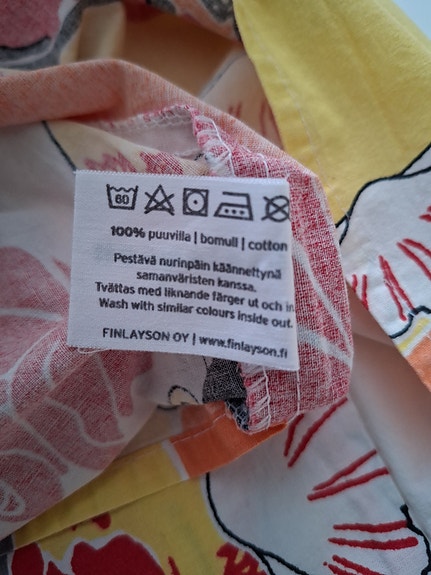 60
100% puuvilla | bomull | cotton
Pestävä nurinpäin käännettynä
samanväristen kanssa.
Tvättas med liknande färger ut och in
Wash with similar colours inside out.
FINLAYSON OY | www.finlayson.fi